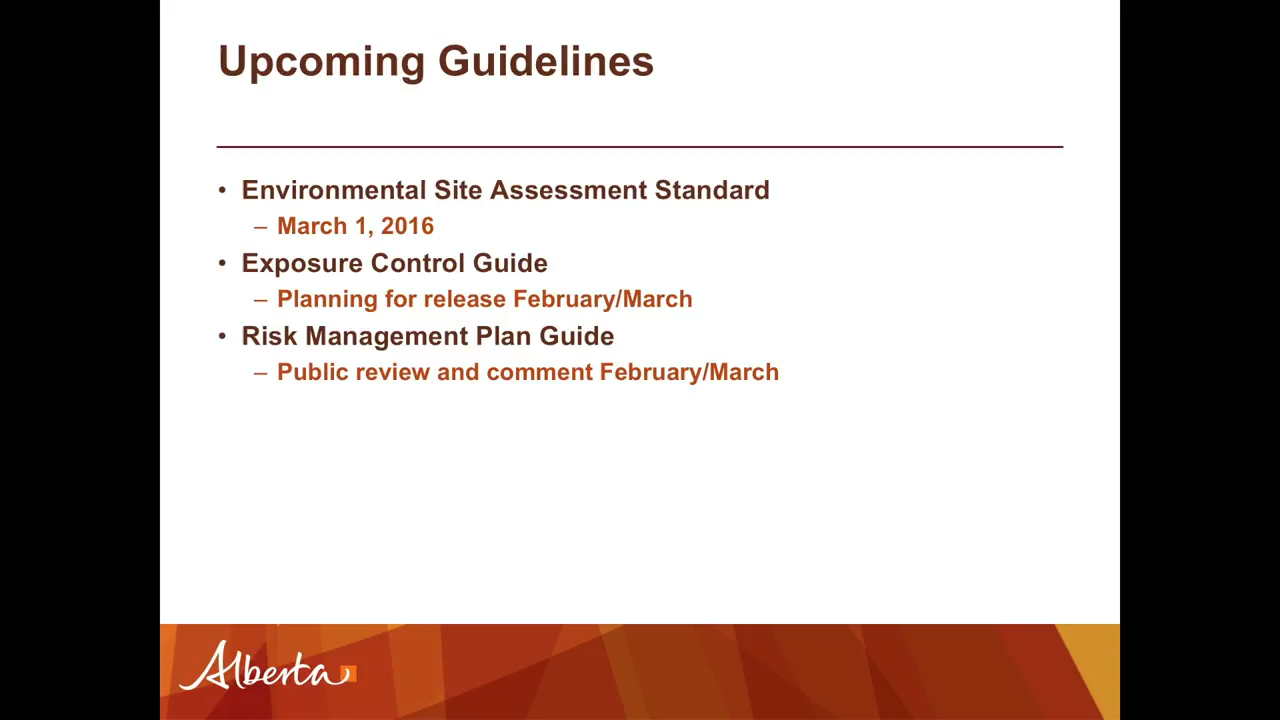 Upcoming Guidelines
• Environmental Site Assessment Standard
– March 1, 2016
• Exposure Control Guide
– Planning for release February/March
• Risk Management Plan Guide
– Public review and comment February/March
Alberta